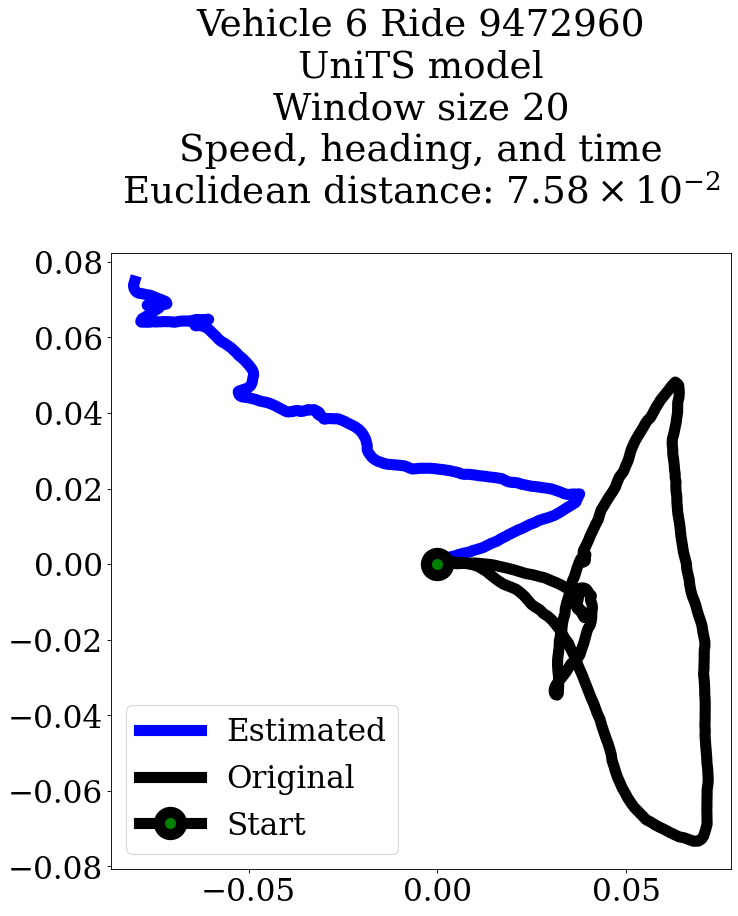 Vehicle 6 Ride 9472960
UniTS model
Window size 20
Speed, heading, and time
Euclidean distance: 7.58 × 10⁻²
0.08
0.06
0.04
0.02
0.00
−0.02
−0.04
−0.06
−0.08
−0.05
0.00
0.05
Estimated
Original
Start